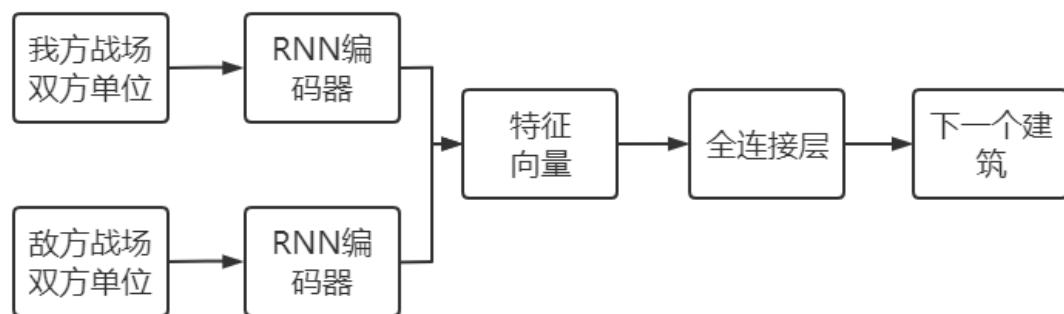 我方战场
双方单位
RNN编
码器
特征
向量
全连接层
下一个建
筑
敌方战场
双方单位
RNN编
码器